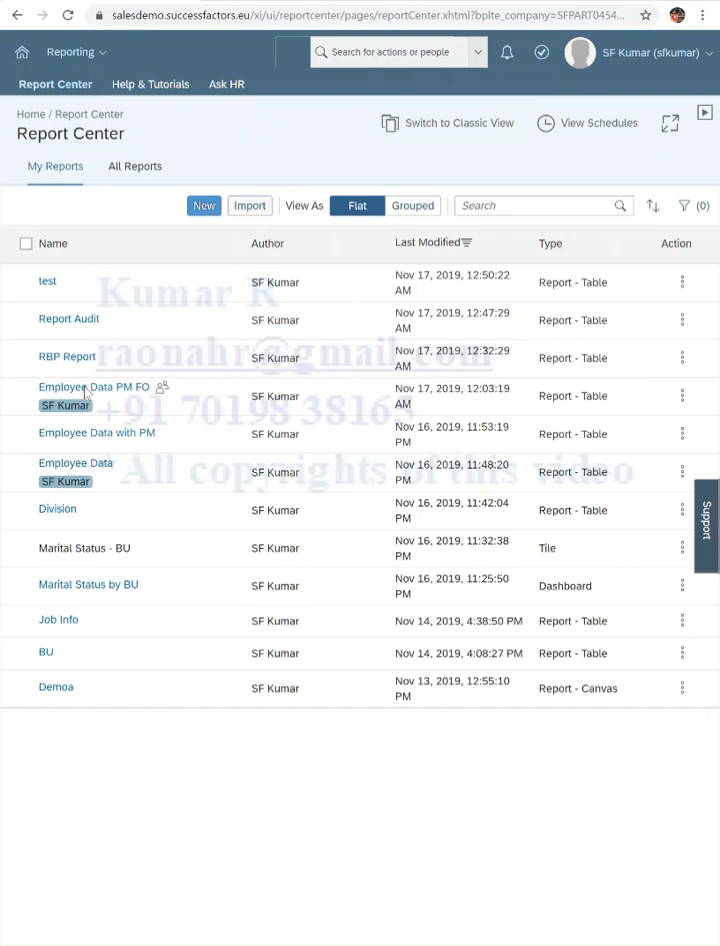 salesdemo.successfactors.eu/xi/ui/reportcenter/pages/reportCenter.xhtml?bplte_company=SFPART0454...
Reporting
Search for actions or people
SF Kumar (sfkumar)
Report Center Help & Tutorials Ask HR
Home / Report Center
Report Center
Switch to Classic View
View Schedules
My Reports All Reports
New Import View As Flat Grouped Search (0)
Name Author Last Modified Type Action
test SF Kumar Nov 17, 2019, 12:50:22 AM Report - Table
Kumar R
Report Audit SF Kumar Nov 17, 2019, 12:47:29 AM Report - Table
RBP Report SF Kumar Nov 17, 2019, 12:32:29 AM Report - Table
raonahr@gmail.com
Employee Data PM FO SF Kumar Nov 17, 2019, 12:03:19 AM Report - Table
SF Kumar
+91 70198 38163
Employee Data with PM SF Kumar Nov 16, 2019, 11:53:19 PM Report - Table
Employee Data SF Kumar Nov 16, 2019, 11:48:20 PM Report - Table
SF Kumar
*All copyrights of this video
Division SF Kumar Nov 16, 2019, 11:42:04 PM Report - Table
Support
Marital Status - BU SF Kumar Nov 16, 2019, 11:32:38 PM Tile
Marital Status by BU SF Kumar Nov 16, 2019, 11:25:50 PM Dashboard
Job Info SF Kumar Nov 14, 2019, 4:38:50 PM Report - Table
BU SF Kumar Nov 14, 2019, 4:08:27 PM Report - Table
Demoa SF Kumar Nov 13, 2019, 12:55:10 PM Report - Canvas